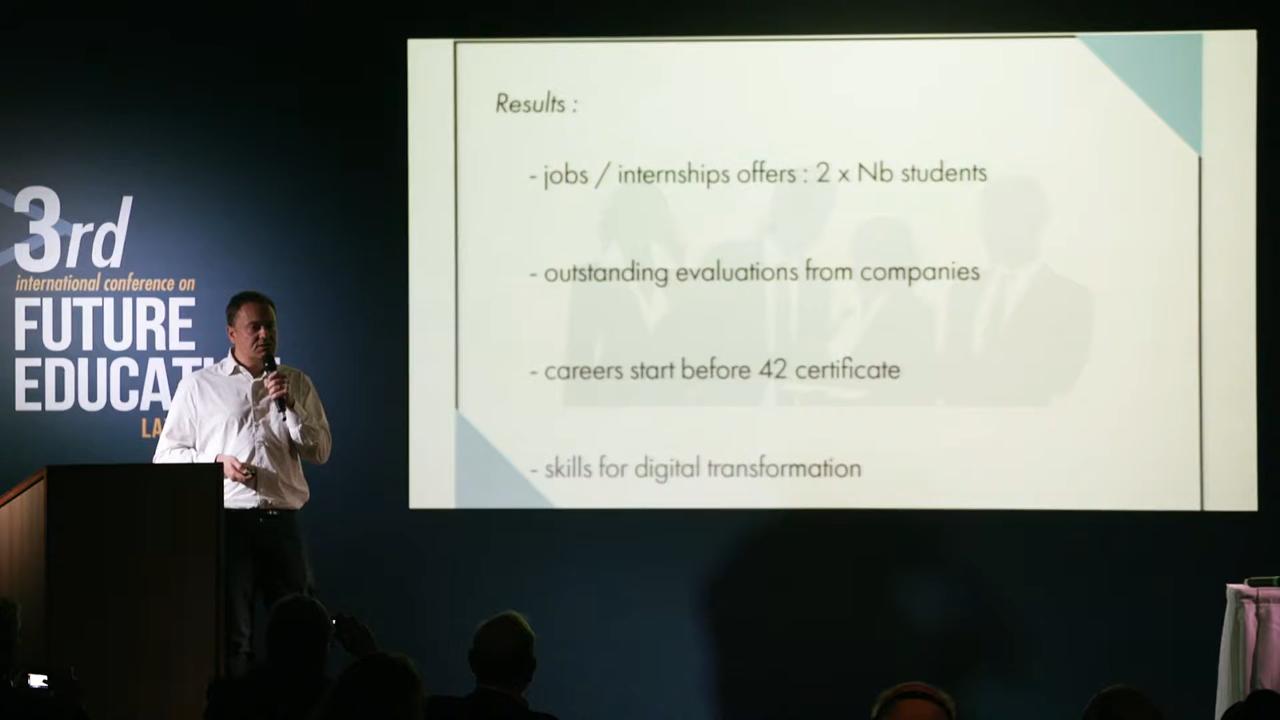 3rd
international conference on
FUTURE
EDUCATI
LA
Results :
- jobs / internships offers : 2 x Nb students
- outstanding evaluations from companies
- careers start before 42 certificate
- skills for digital transformation